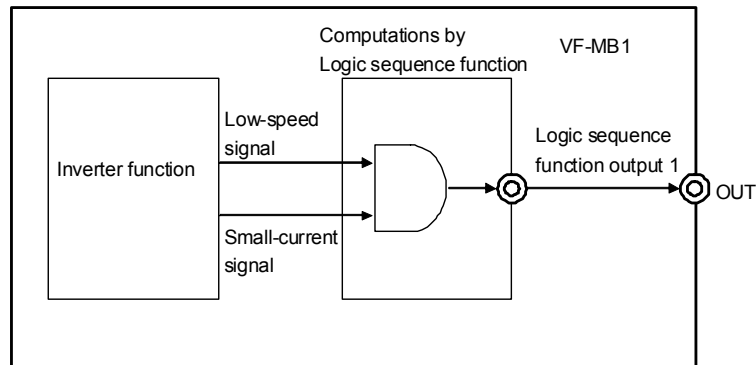 Computations by
Logic sequence function
VF-MB1
Low-speed
signal
Inverter function
Logic sequence
function output 1
OUT
Small-current
signal